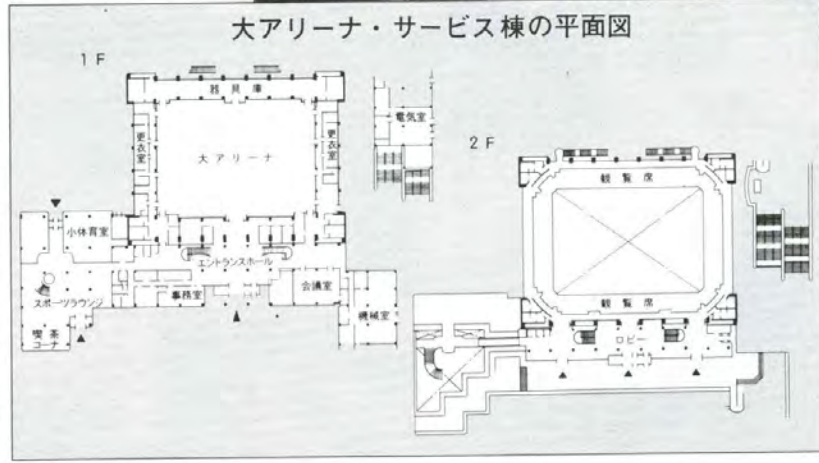 大アリーナ・サービス棟の平面図
1F
器具庫
電気室
更衣室
大アリーナ
更衣室
2F
観覧席
小体育室
エントランスホール
スポーツラウンジ
事務室
会議室
機械室
観覧席
喫茶
コーナ
ロビー